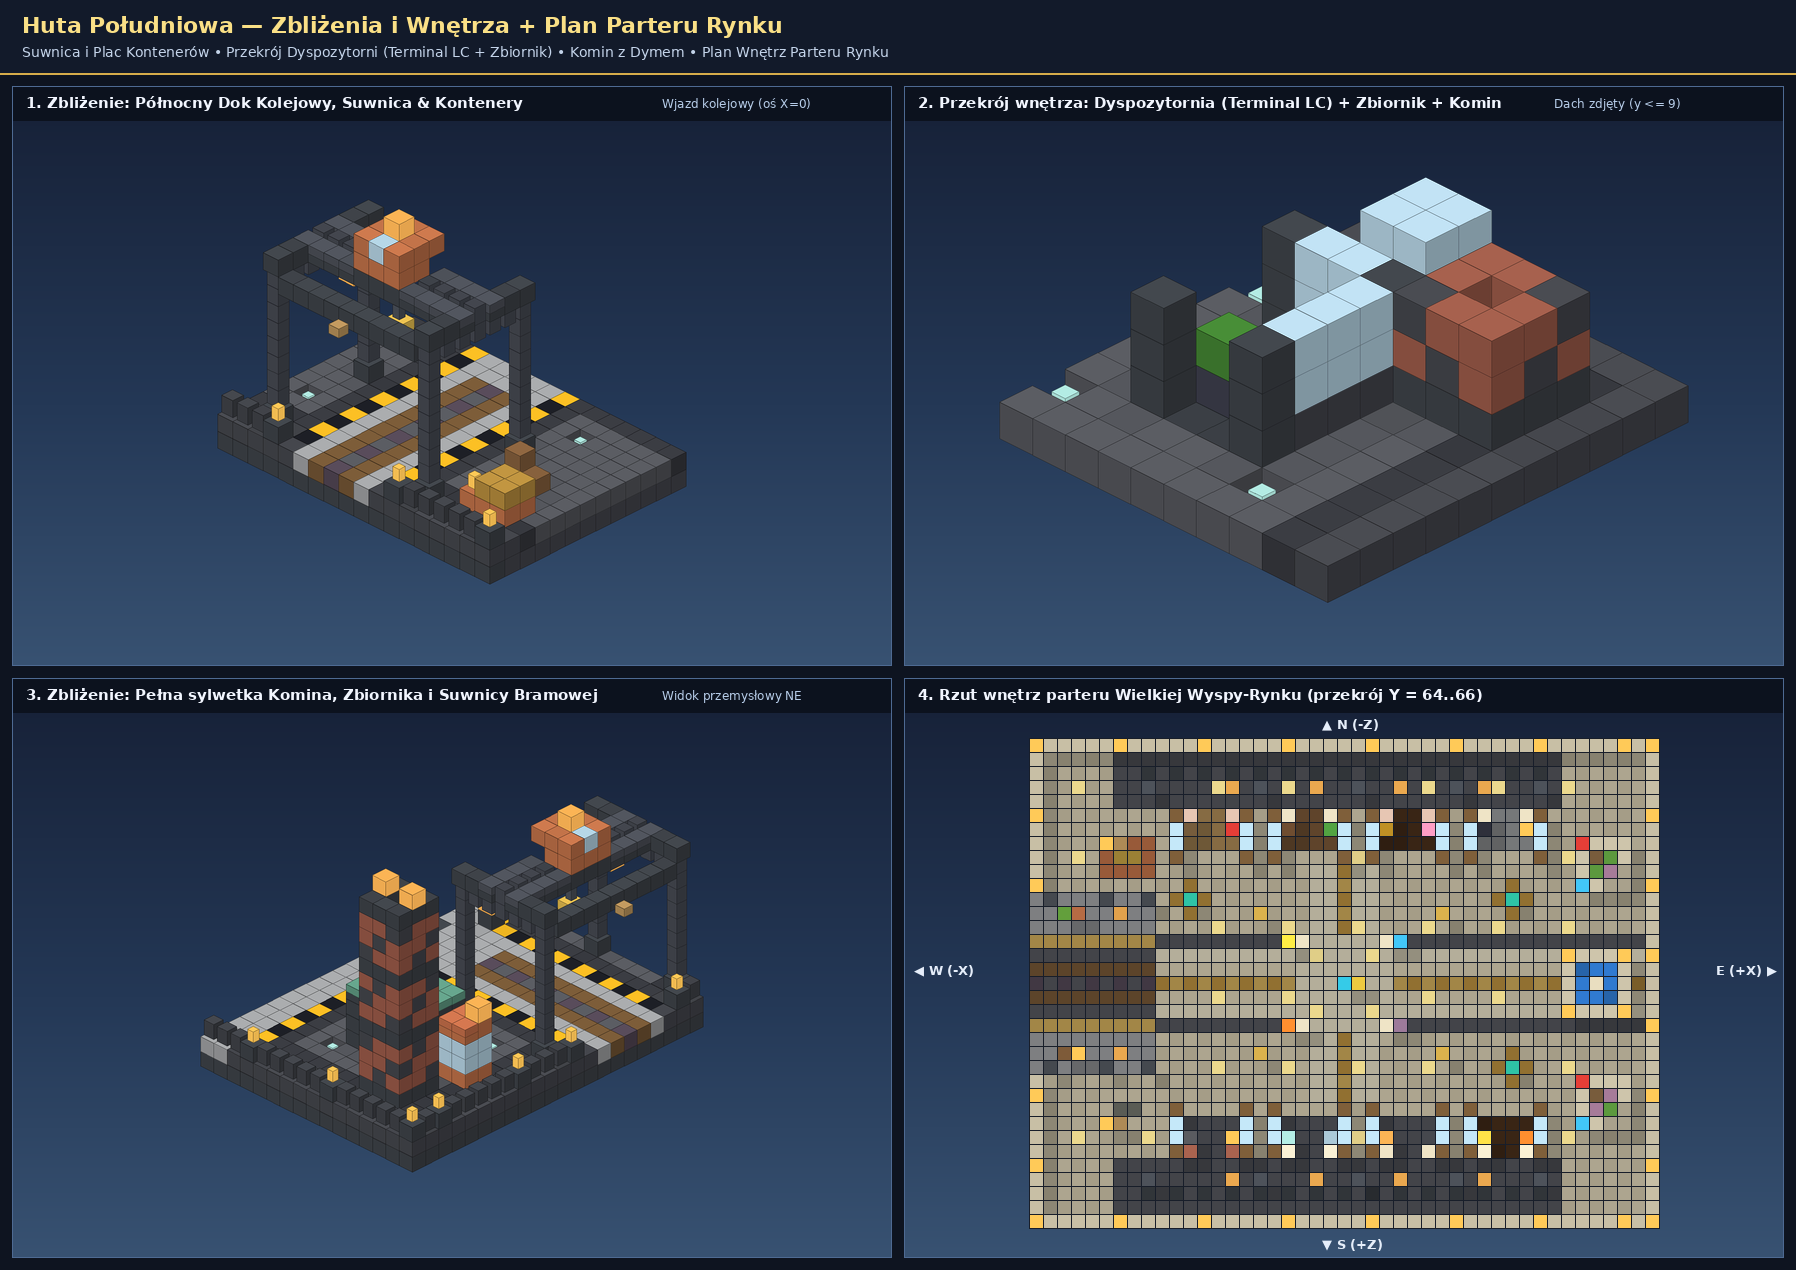 Huta Południowa — Zbliżenia i Wnętrza + Plan Parteru Rynku
Suwnica i Plac Kontenerów • Przekrój Dyspozytorni (Terminal LC + Zbiornik) • Komin z Dymem • Plan Wnętrz Parteru Rynku
1. Zbliżenie: Północny Dok Kolejowy, Suwnica & Kontenery
Wjazd kolejowy (oś X=0)
2. Przekrój wnętrza: Dyspozytornia (Terminal LC) + Zbiornik + Komin
Dach zdjęty (y <= 9)
3. Zbliżenie: Pełna sylwetka Komina, Zbiornika i Suwnicy Bramowej
Widok przemysłowy NE
4. Rzut wnętrz parteru Wielkiej Wyspy-Rynku (przekrój Y = 64..66)
▲ N (-Z)
◀ W (-X)
E (+X) ▶
▼ S (+Z)